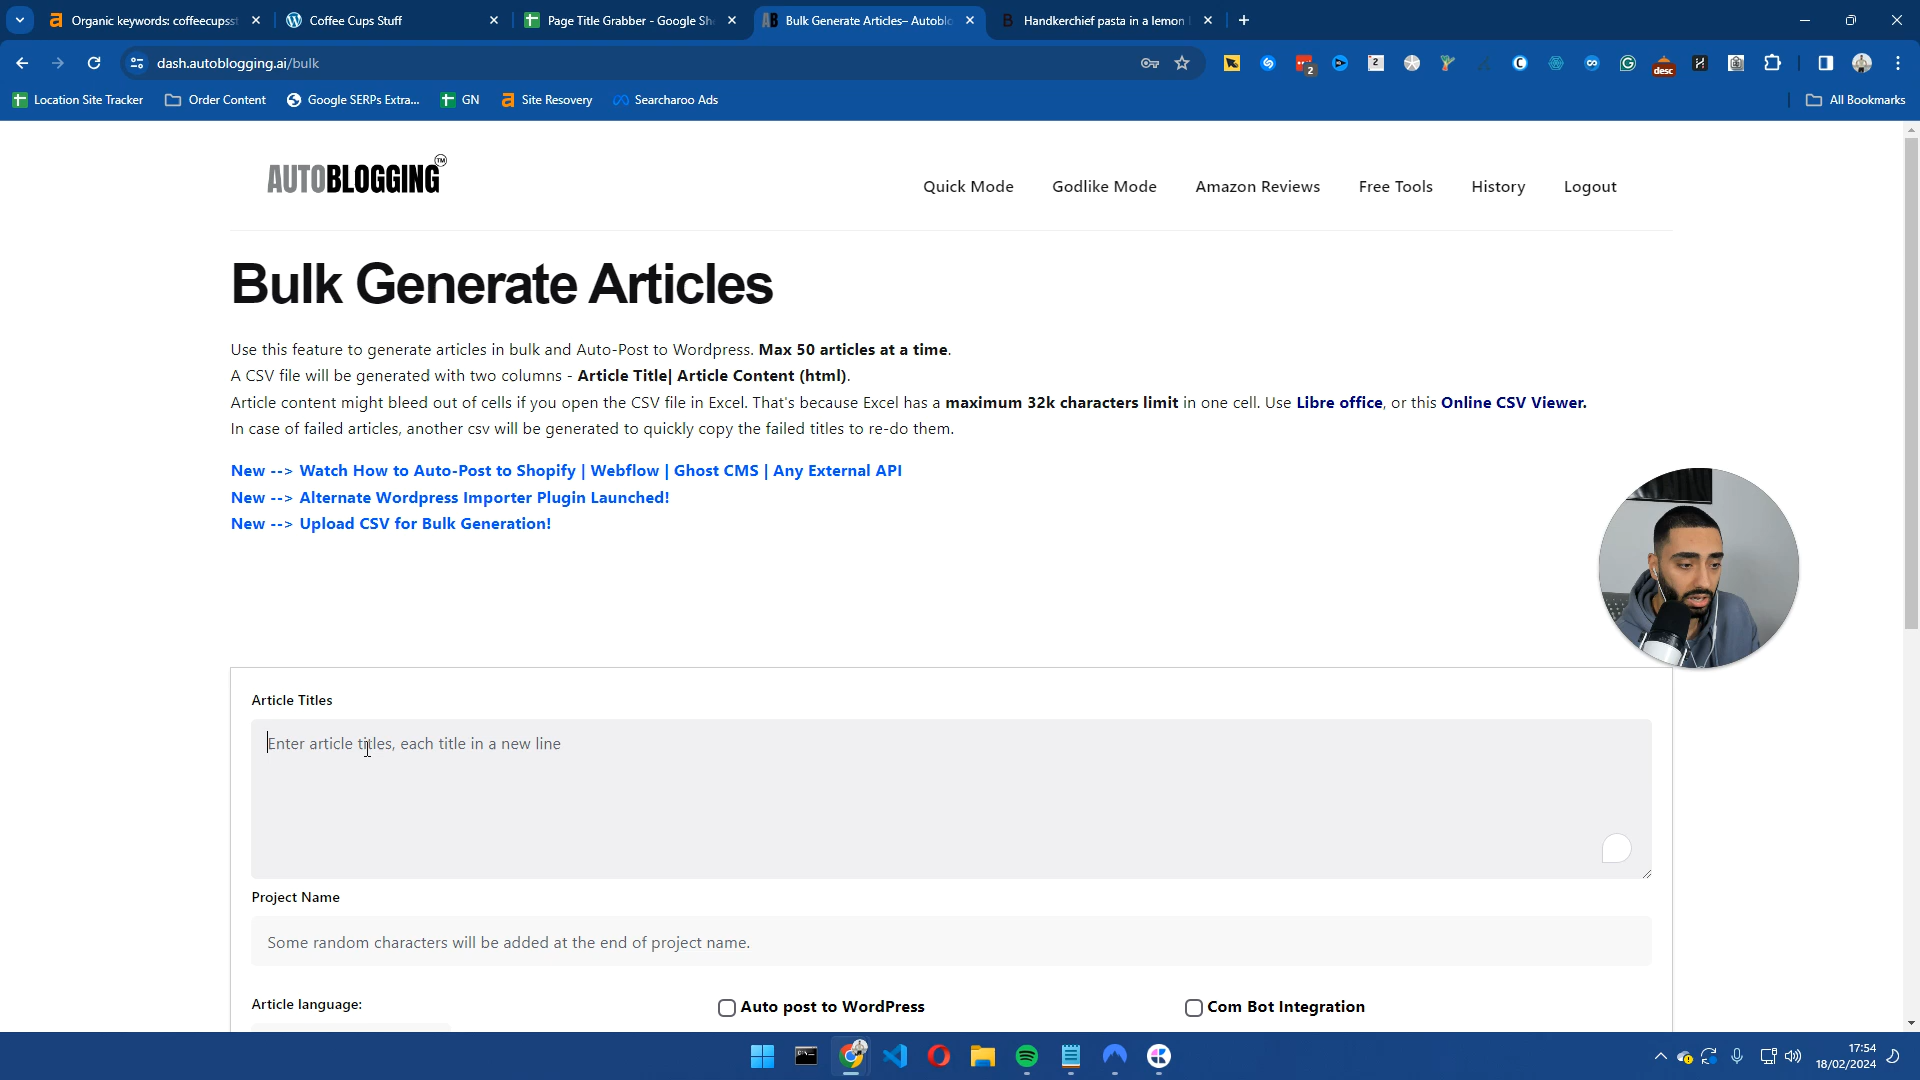 Organic keywords: coffeecupsst
Coffee Cups Stuff
Page Title Grabber - Google Sh
AB Bulk Generate Articles– Autoblo
B Handkerchief pasta in a lemon
dash.autoblogging.ai/bulk
2
2
desc
Location Site Tracker
Order Content
Google SERPs Extra...
GN
Site Resovery
Searcharoo Ads
All Bookmarks
AUTOBLOGGING TM
Quick Mode
Godlike Mode
Amazon Reviews
Free Tools
History
Logout
Bulk Generate Articles
Use this feature to generate articles in bulk and Auto-Post to Wordpress. Max 50 articles at a time.
A CSV file will be generated with two columns - Article Title| Article Content (html).
Article content might bleed out of cells if you open the CSV file in Excel. That's because Excel has a maximum 32k characters limit in one cell. Use Libre office, or this Online CSV Viewer.
In case of failed articles, another csv will be generated to quickly copy the failed titles to re-do them.
New --> Watch How to Auto-Post to Shopify | Webflow | Ghost CMS | Any External API
New --> Alternate Wordpress Importer Plugin Launched!
New --> Upload CSV for Bulk Generation!
Article Titles
Enter article titles, each title in a new line
Project Name
Some random characters will be added at the end of project name.
Article language:
Auto post to WordPress
Com Bot Integration
17:54
18/02/2024